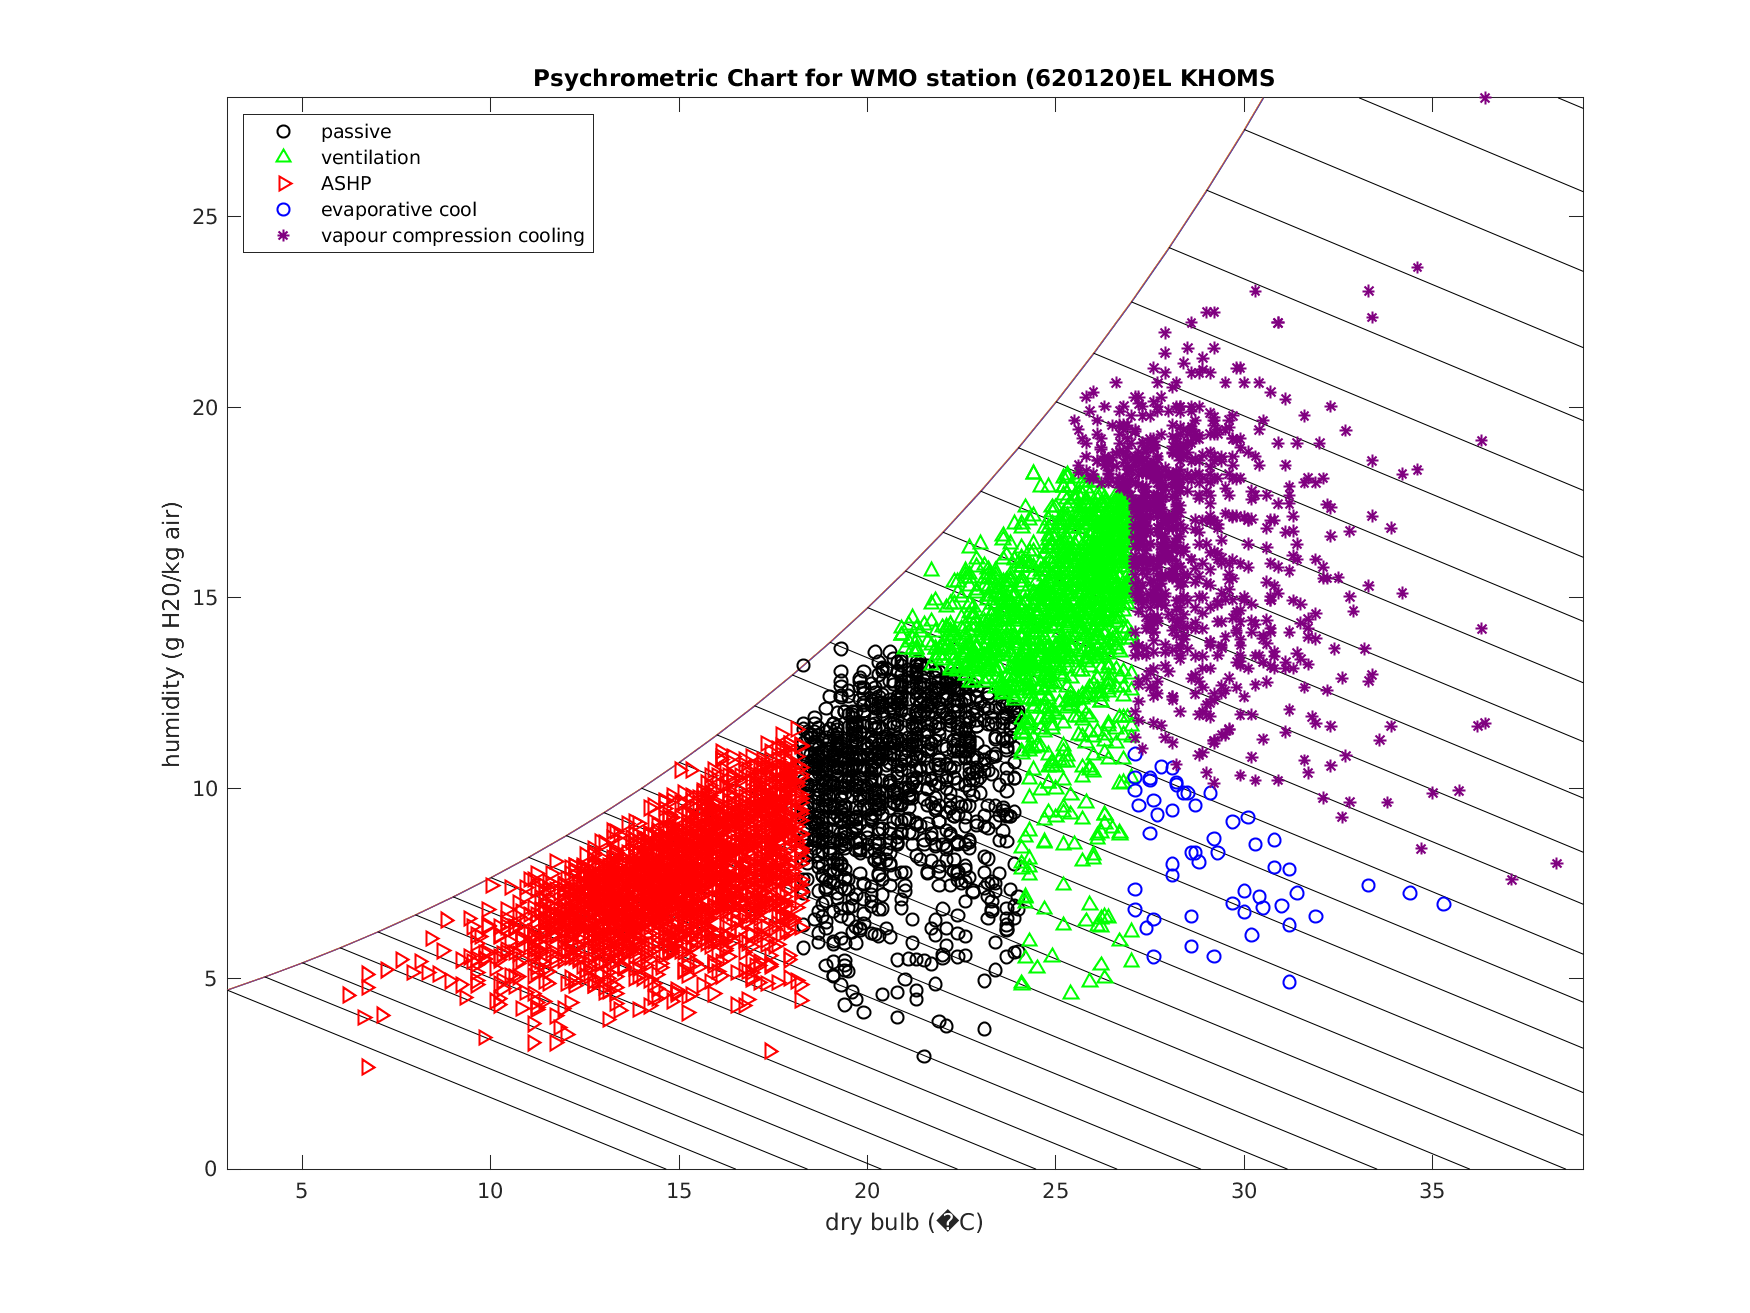 Psychrometric Chart for WMO station (620120)EL KHOMS
passive
ventilation
ASHP
evaporative cool
vapour compression cooling
25
20
15
10
5
0
humidity (g H20/kg air)
5 10 15 20 25 30 35
dry bulb (�C)